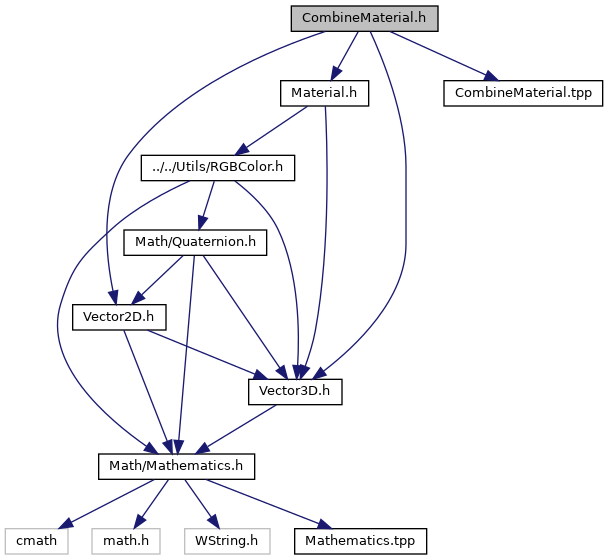 CombineMaterial.h
Material.h
CombineMaterial.tpp
../../Utils/RGBColor.h
Math/Quaternion.h
Vector2D.h
Vector3D.h
Math/Mathematics.h
cmath
math.h
WString.h
Mathematics.tpp